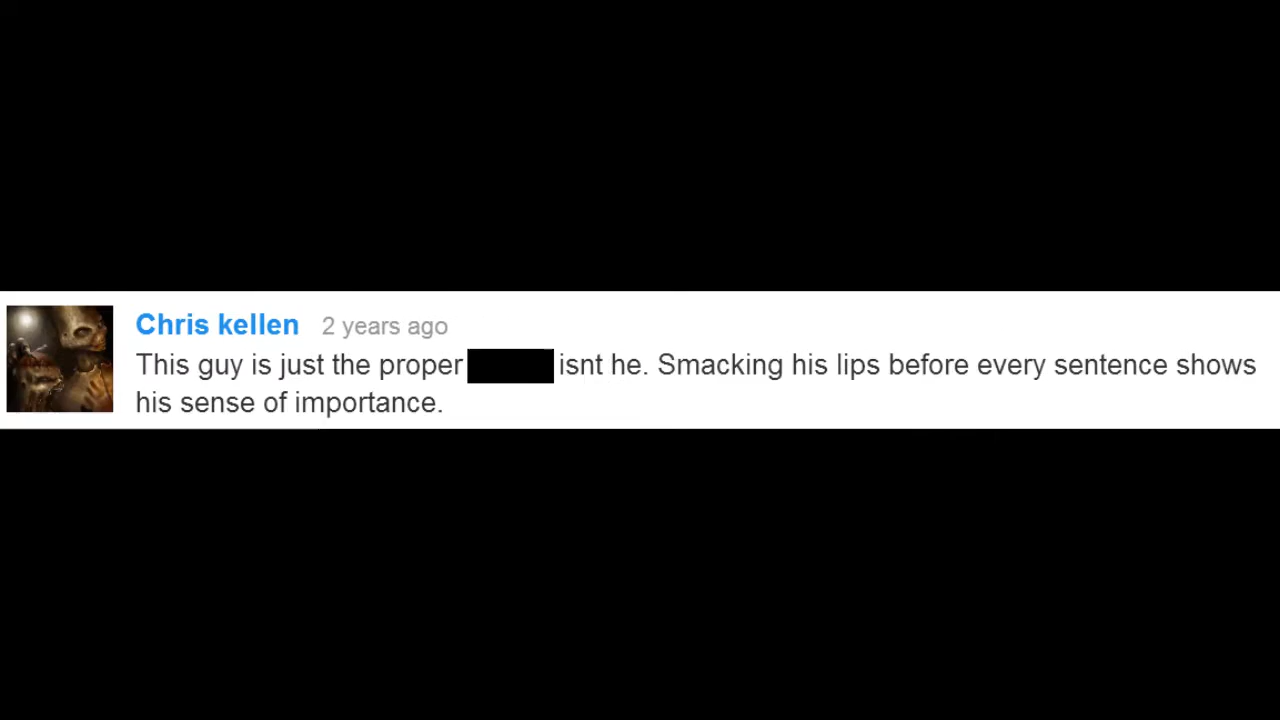 Chris kellen 2 years ago
This guy is just the proper isnt he. Smacking his lips before every sentence shows
his sense of importance.